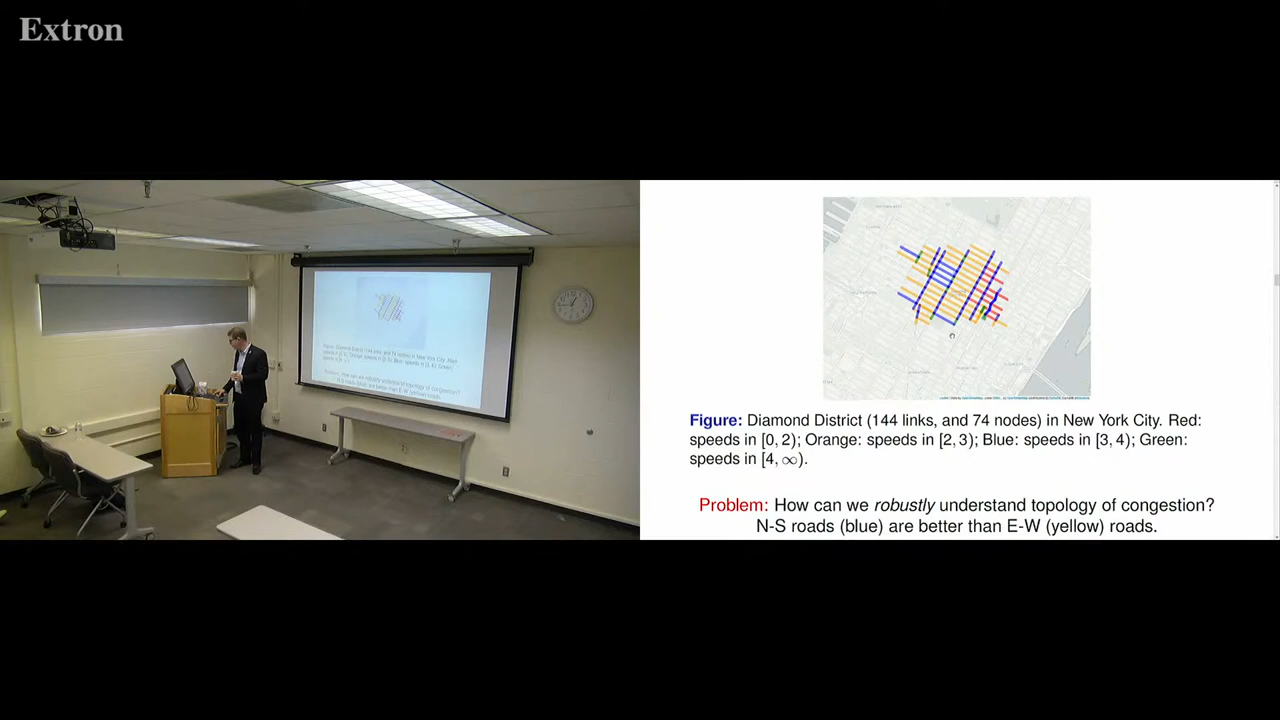 Extron
Figure: Diamond District (144 links, and 74 nodes) in New York City. Red:
speeds in [0, 2); Orange: speeds in [2, 3); Blue: speeds in [3, 4); Green:
speeds in [4, ∞).
Problem: How can we robustly understand topology of congestion?
N-S roads (blue) are better than E-W (yellow) roads.